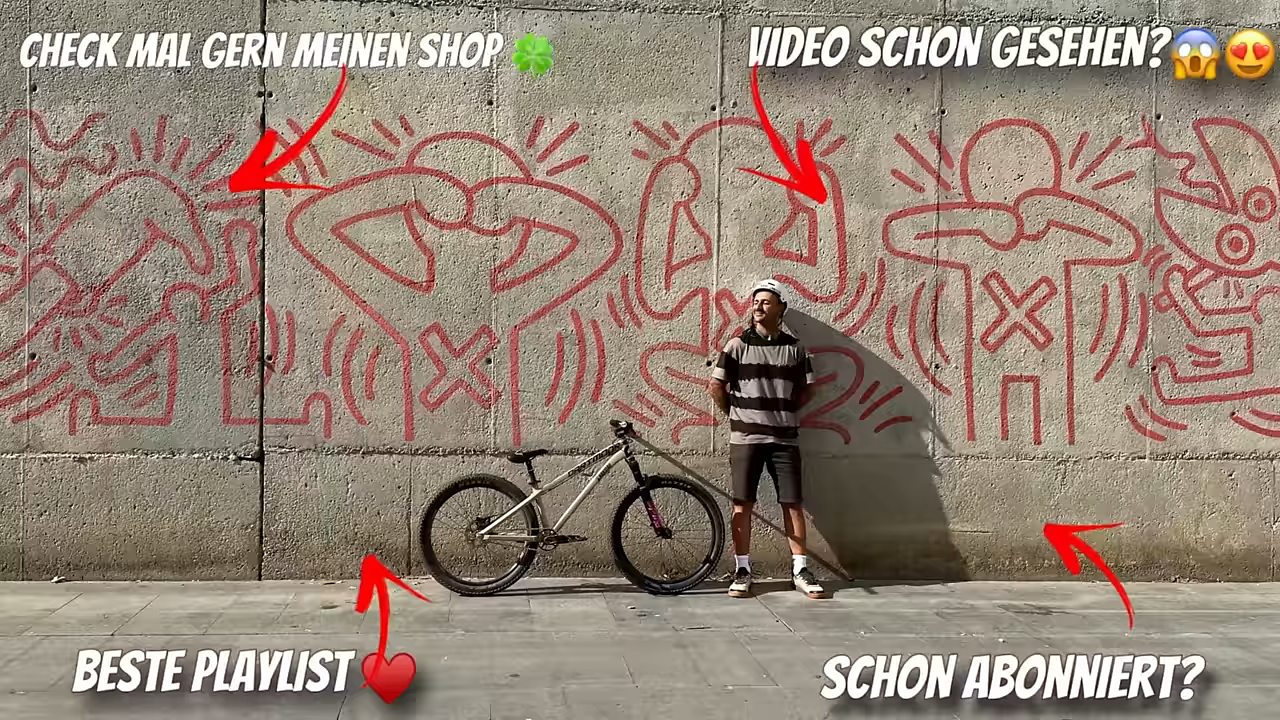 CHECK MAL GERN MEINEN SHOP 🍀
VIDEO SCHON GESEHEN?😱😍
BESTE PLAYLIST❤️
SCHON ABONNIERT?